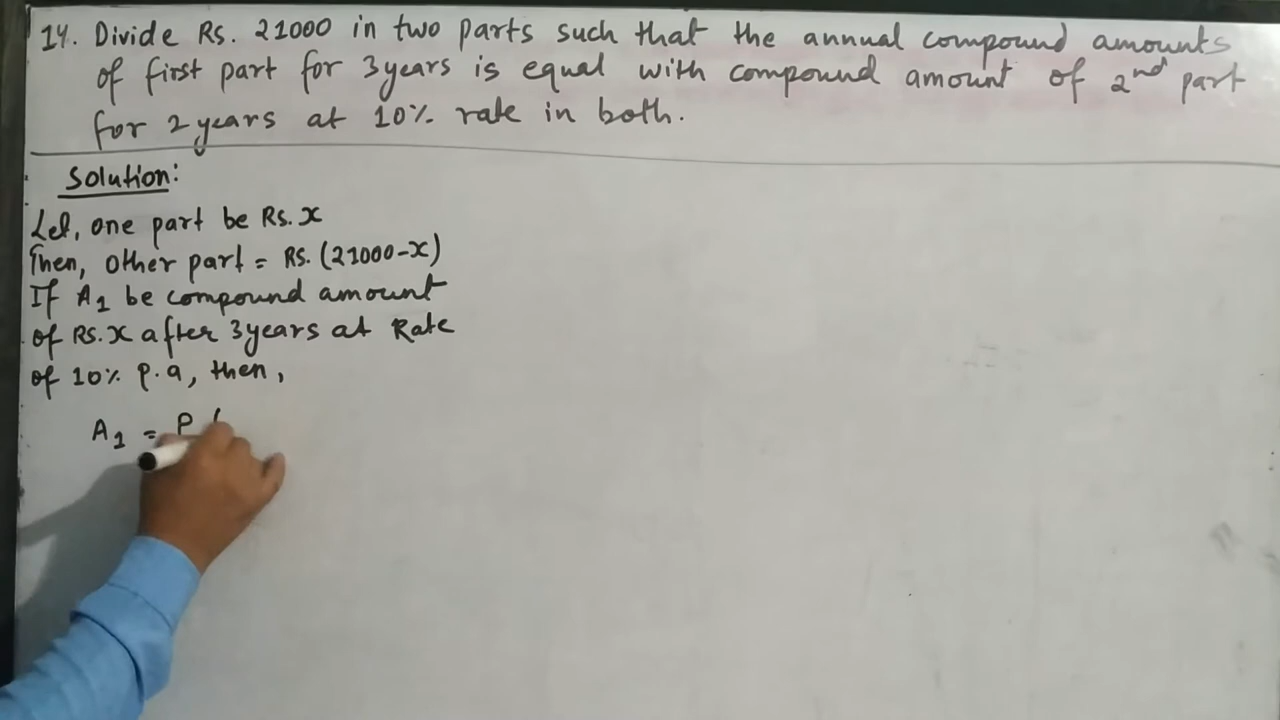 14. Divide Rs. 21000 in two parts such that the annual compound amounts
of first part for 3 years is equal with compound amount of 2nd part
for 2 years at 10% rate in both.
Solution:
Let, one part be Rs. x
Then, other part = Rs. (21000-x)
If A1 be compound amount
of Rs. x after 3 years at Rate
of 10% p.a, then,
A1 = P (